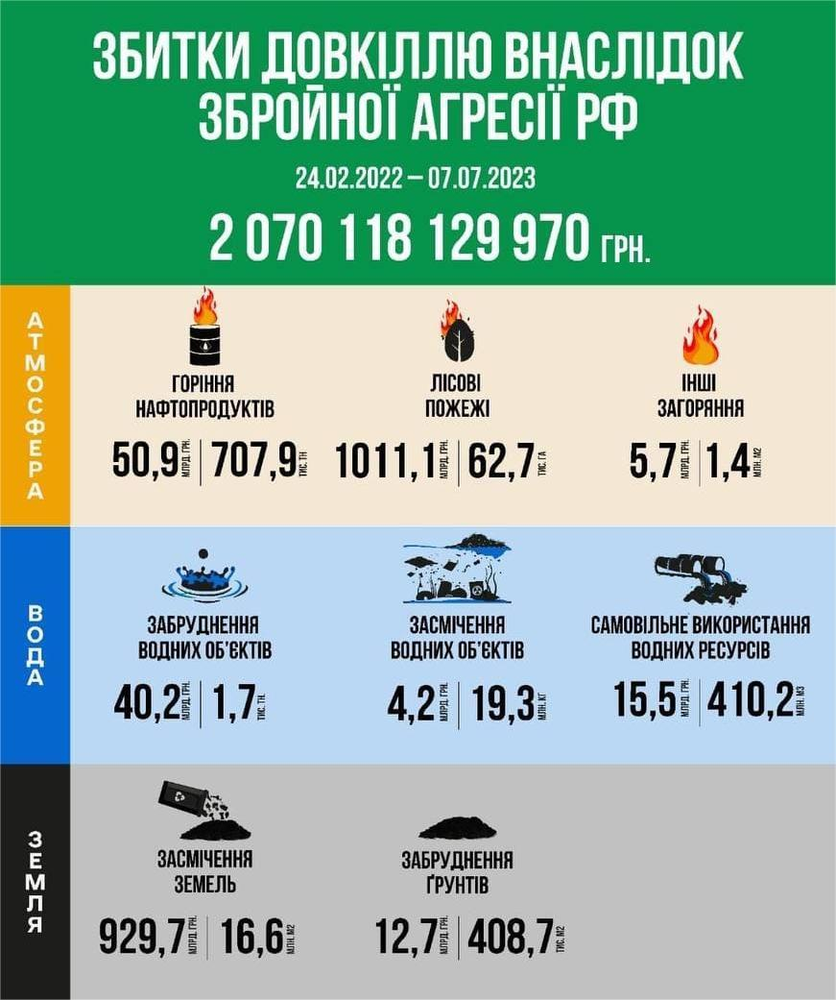 ЗБИТКИ ДОВКІЛЛЮ ВНАСЛІДОК
ЗБРОЙНОЇ АГРЕСІЇ РФ
24.02.2022 – 07.07.2023
2 070 118 129 970 ГРН.
АТМОСФЕРА
ГОРІННЯ
НАФТОПРОДУКТІВ
50,9 МЛРД. ГРН. 707,9 ТИС. ТН
ЛІСОВІ
ПОЖЕЖІ
1011,1 МЛРД. ГРН. 62,7 ТИС. ГА
ІНШІ
ЗАГОРЯННЯ
5,7 МЛРД. ГРН. 1,4 МЛН. М2
ВОДА
ЗАБРУДНЕННЯ
ВОДНИХ ОБ'ЄКТІВ
40,2 МЛРД. ГРН. 1,7 ТИС. ТН.
ЗАСМІЧЕННЯ
ВОДНИХ ОБ'ЄКТІВ
4,2 МЛРД. ГРН. 19,3 МЛН. КГ
САМОВІЛЬНЕ ВИКОРИСТАННЯ
ВОДНИХ РЕСУРСІВ
15,5 МЛРД. ГРН. 410,2 МЛН. М3
ЗЕМЛЯ
ЗАСМІЧЕННЯ
ЗЕМЕЛЬ
929,7 МЛРД. ГРН. 16,6 МЛН. М2
ЗАБРУДНЕННЯ
ҐРУНТІВ
12,7 МЛРД. ГРН. 408,7 ТИС. М2